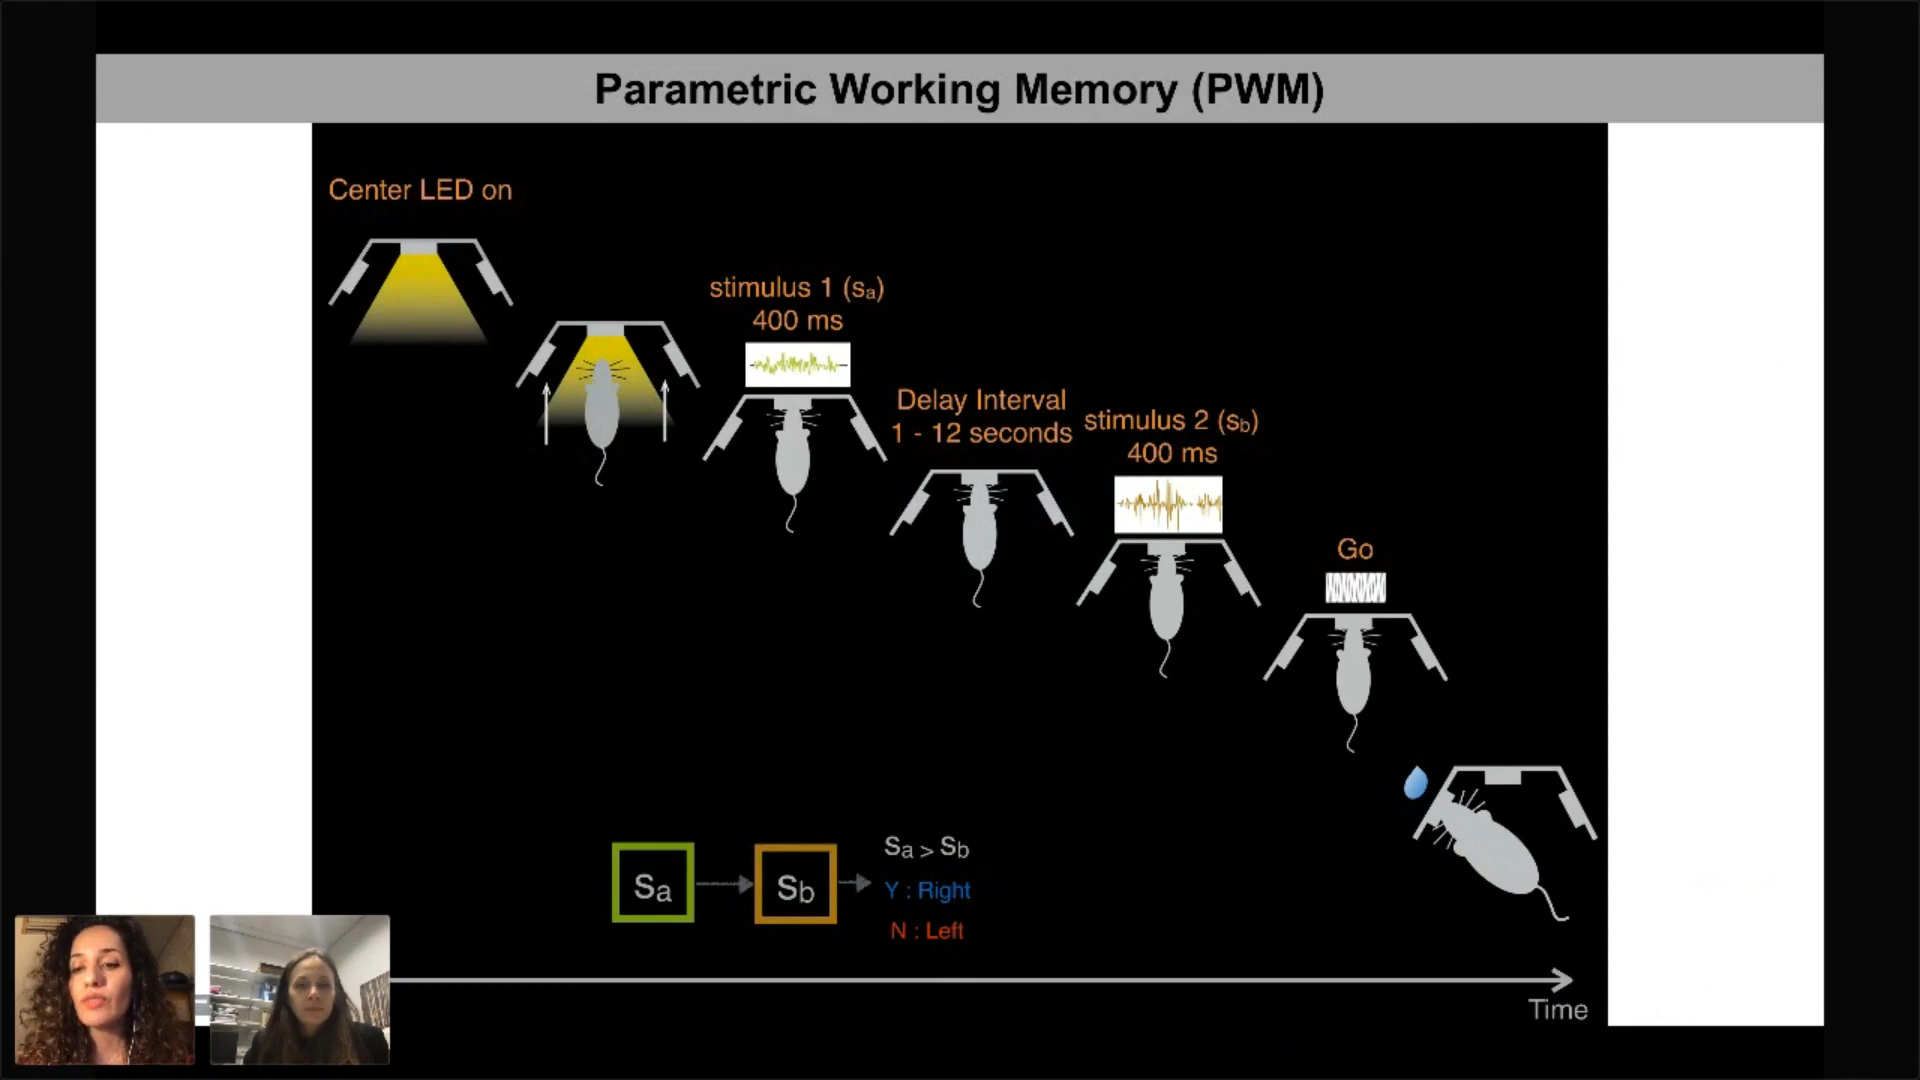 Parametric Working Memory (PWM)
Center LED on
stimulus 1 (sa)
400 ms
Delay Interval
1 - 12 seconds
stimulus 2 (sb)
400 ms
Go
Sa
Sb
Sa > Sb
Y : Right
N : Left
Time